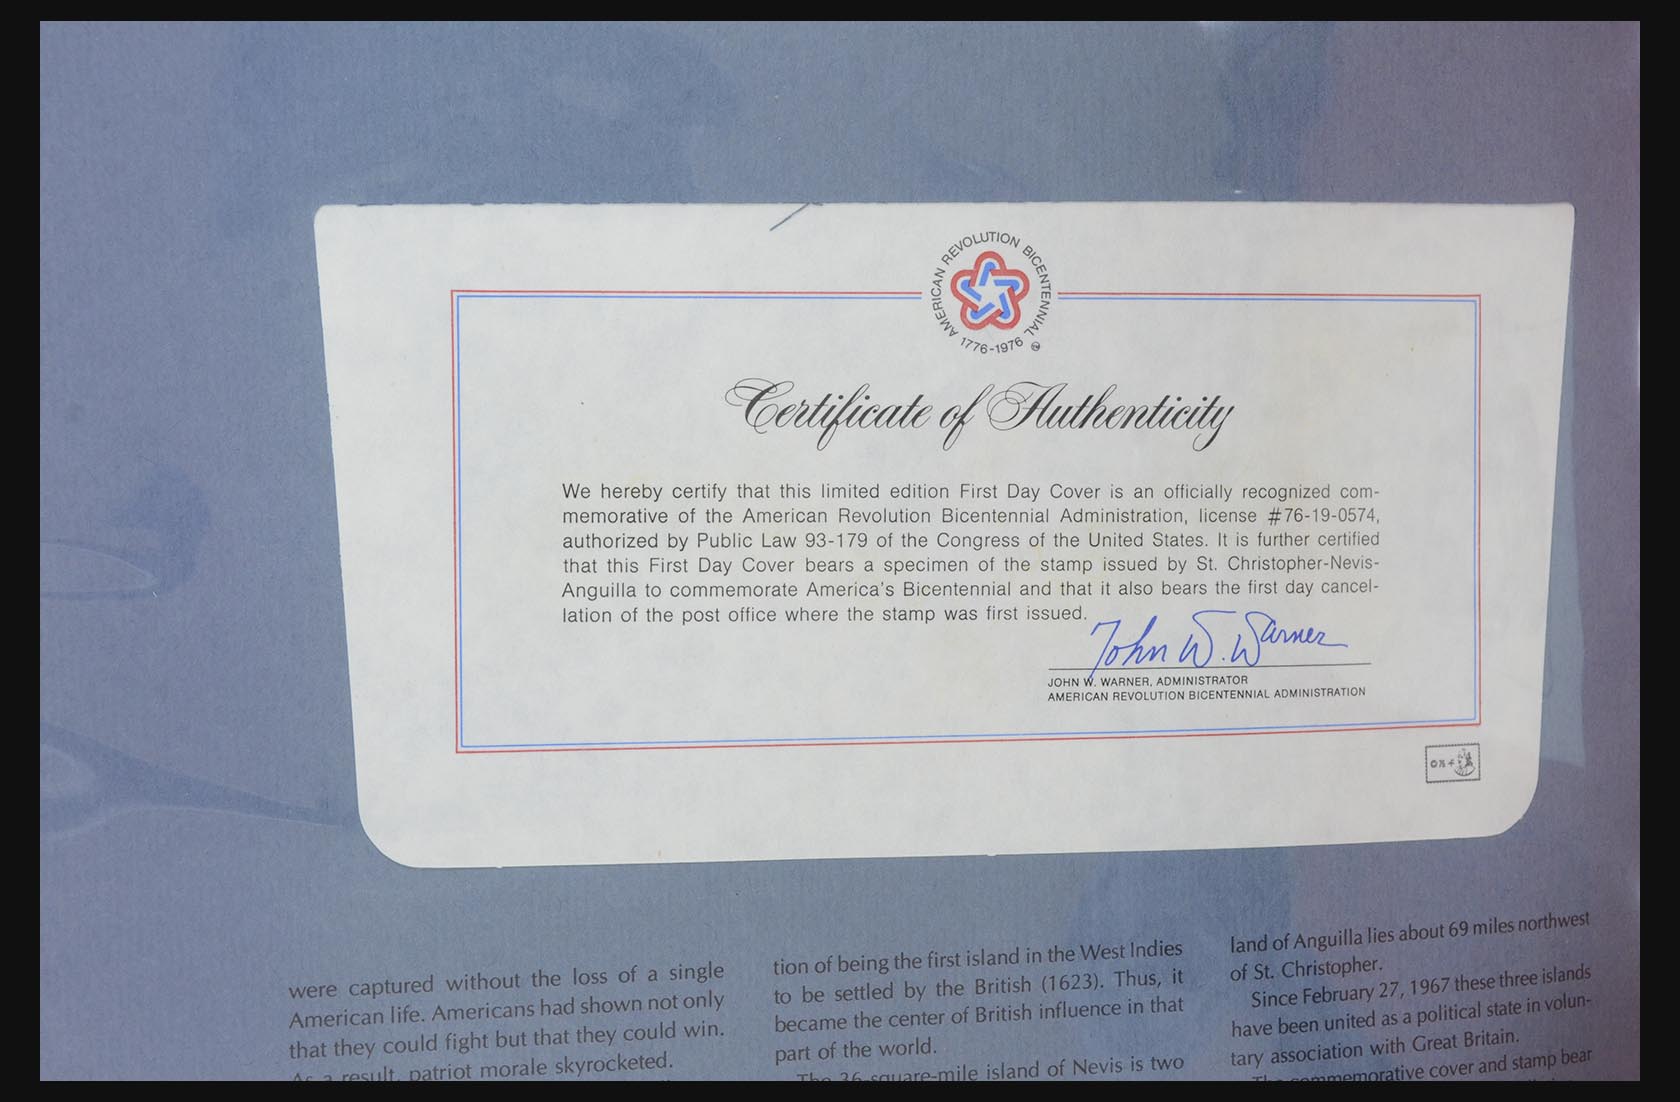 AMERICAN REVOLUTION BICENTENNIAL
1776-1976
Certificate of Authenticity
We hereby certify that this limited edition First Day Cover is an officially recognized com-
memorative of the American Revolution Bicentennial Administration, license #76-19-0574,
authorized by Public Law 93-179 of the Congress of the United States. It is further certified
that this First Day Cover bears a specimen of the stamp issued by St. Christopher-Nevis-
Anguilla to commemorate America's Bicentennial and that it also bears the first day cancel-
lation of the post office where the stamp was first issued.
John W. Warner
JOHN W. WARNER, ADMINISTRATOR
AMERICAN REVOLUTION BICENTENNIAL ADMINISTRATION
were captured without the loss of a single
American life. Americans had shown not only
that they could fight but that they could win.
As a result, patriot morale skyrocketed.
tion of being the first island in the West Indies
to be settled by the British (1623). Thus, it
became the center of British influence in that
part of the world.
The 36-square-mile island of Nevis is two
land of Anguilla lies about 69 miles northwest
of St. Christopher.
Since February 27, 1967 these three islands
have been united as a political state in volun-
tary association with Great Britain.
commemorative cover and stamp bear